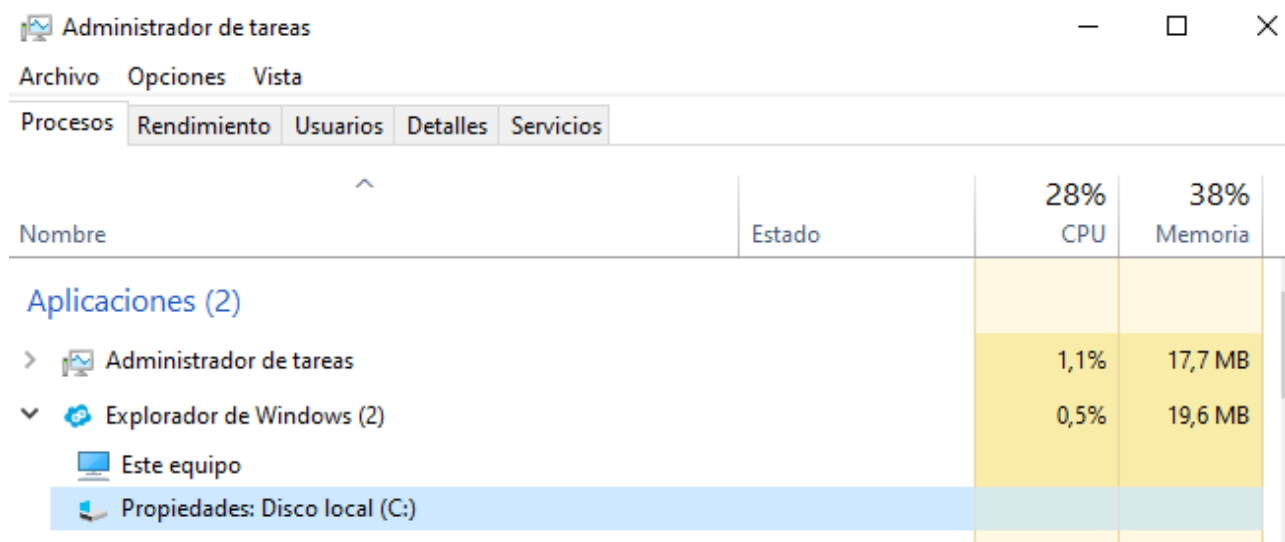 Administrador de tareas
Archivo Opciones Vista
Procesos Rendimiento Usuarios Detalles Servicios
28% 38%
Nombre Estado CPU Memoria
Aplicaciones (2)
Administrador de tareas 1,1% 17,7 MB
Explorador de Windows (2) 0,5% 19,6 MB
Este equipo
Propiedades: Disco local (C:)